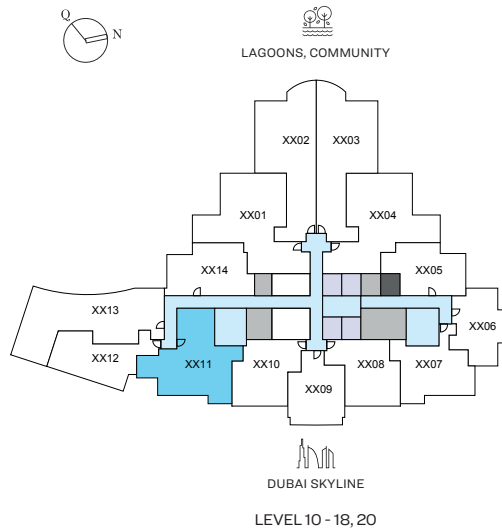 Q
N
LAGOONS, COMMUNITY
XX02
XX03
XX01
XX04
XX14
XX05
XX13
XX06
XX12
XX11
XX10
XX08
XX07
XX09
DUBAI SKYLINE
LEVEL 10 - 18, 20